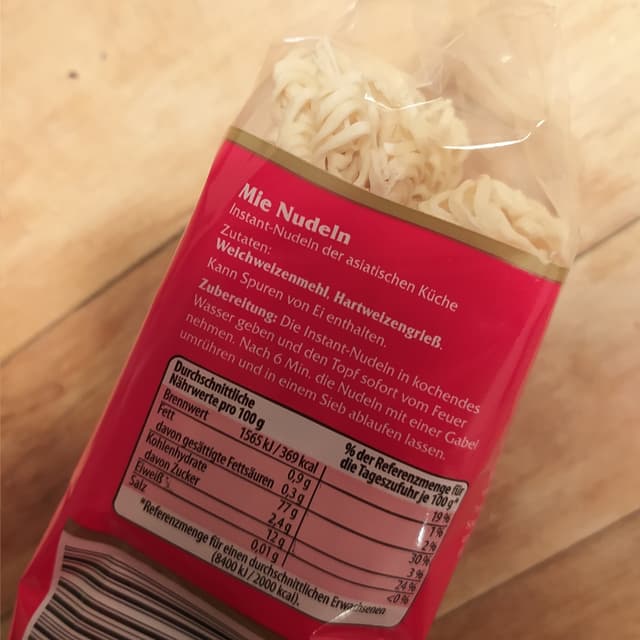 Mie Nudeln
Instant-Nudeln der asiatischen Küche
Zutaten:
Weichweizenmehl, Hartweizengrieß.
Kann Spuren von Ei enthalten.
Zubereitung: Die Instant-Nudeln in kochendes
Wasser geben und den Topf sofort vom Feuer
nehmen. Nach 6 Min. die Nudeln mit einer Gabel
umrühren und in einem Sieb ablaufen lassen.
Durchschnittliche
Nährwerte pro 100 g
% der Referenzmenge für
die Tageszufuhr je 100 g*
Brennwert 1565 kJ / 369 kcal 19 %
Fett 0,9 g 1 %
davon gesättigte Fettsäuren 0,3 g 2 %
Kohlenhydrate 77 g 30 %
davon Zucker 2,4 g 3 %
Eiweiß 12 g 24 %
Salz 0,01 g <0 %
*Referenzmenge für einen durchschnittlichen Erwachsenen
(8400 kJ / 2000 kcal).